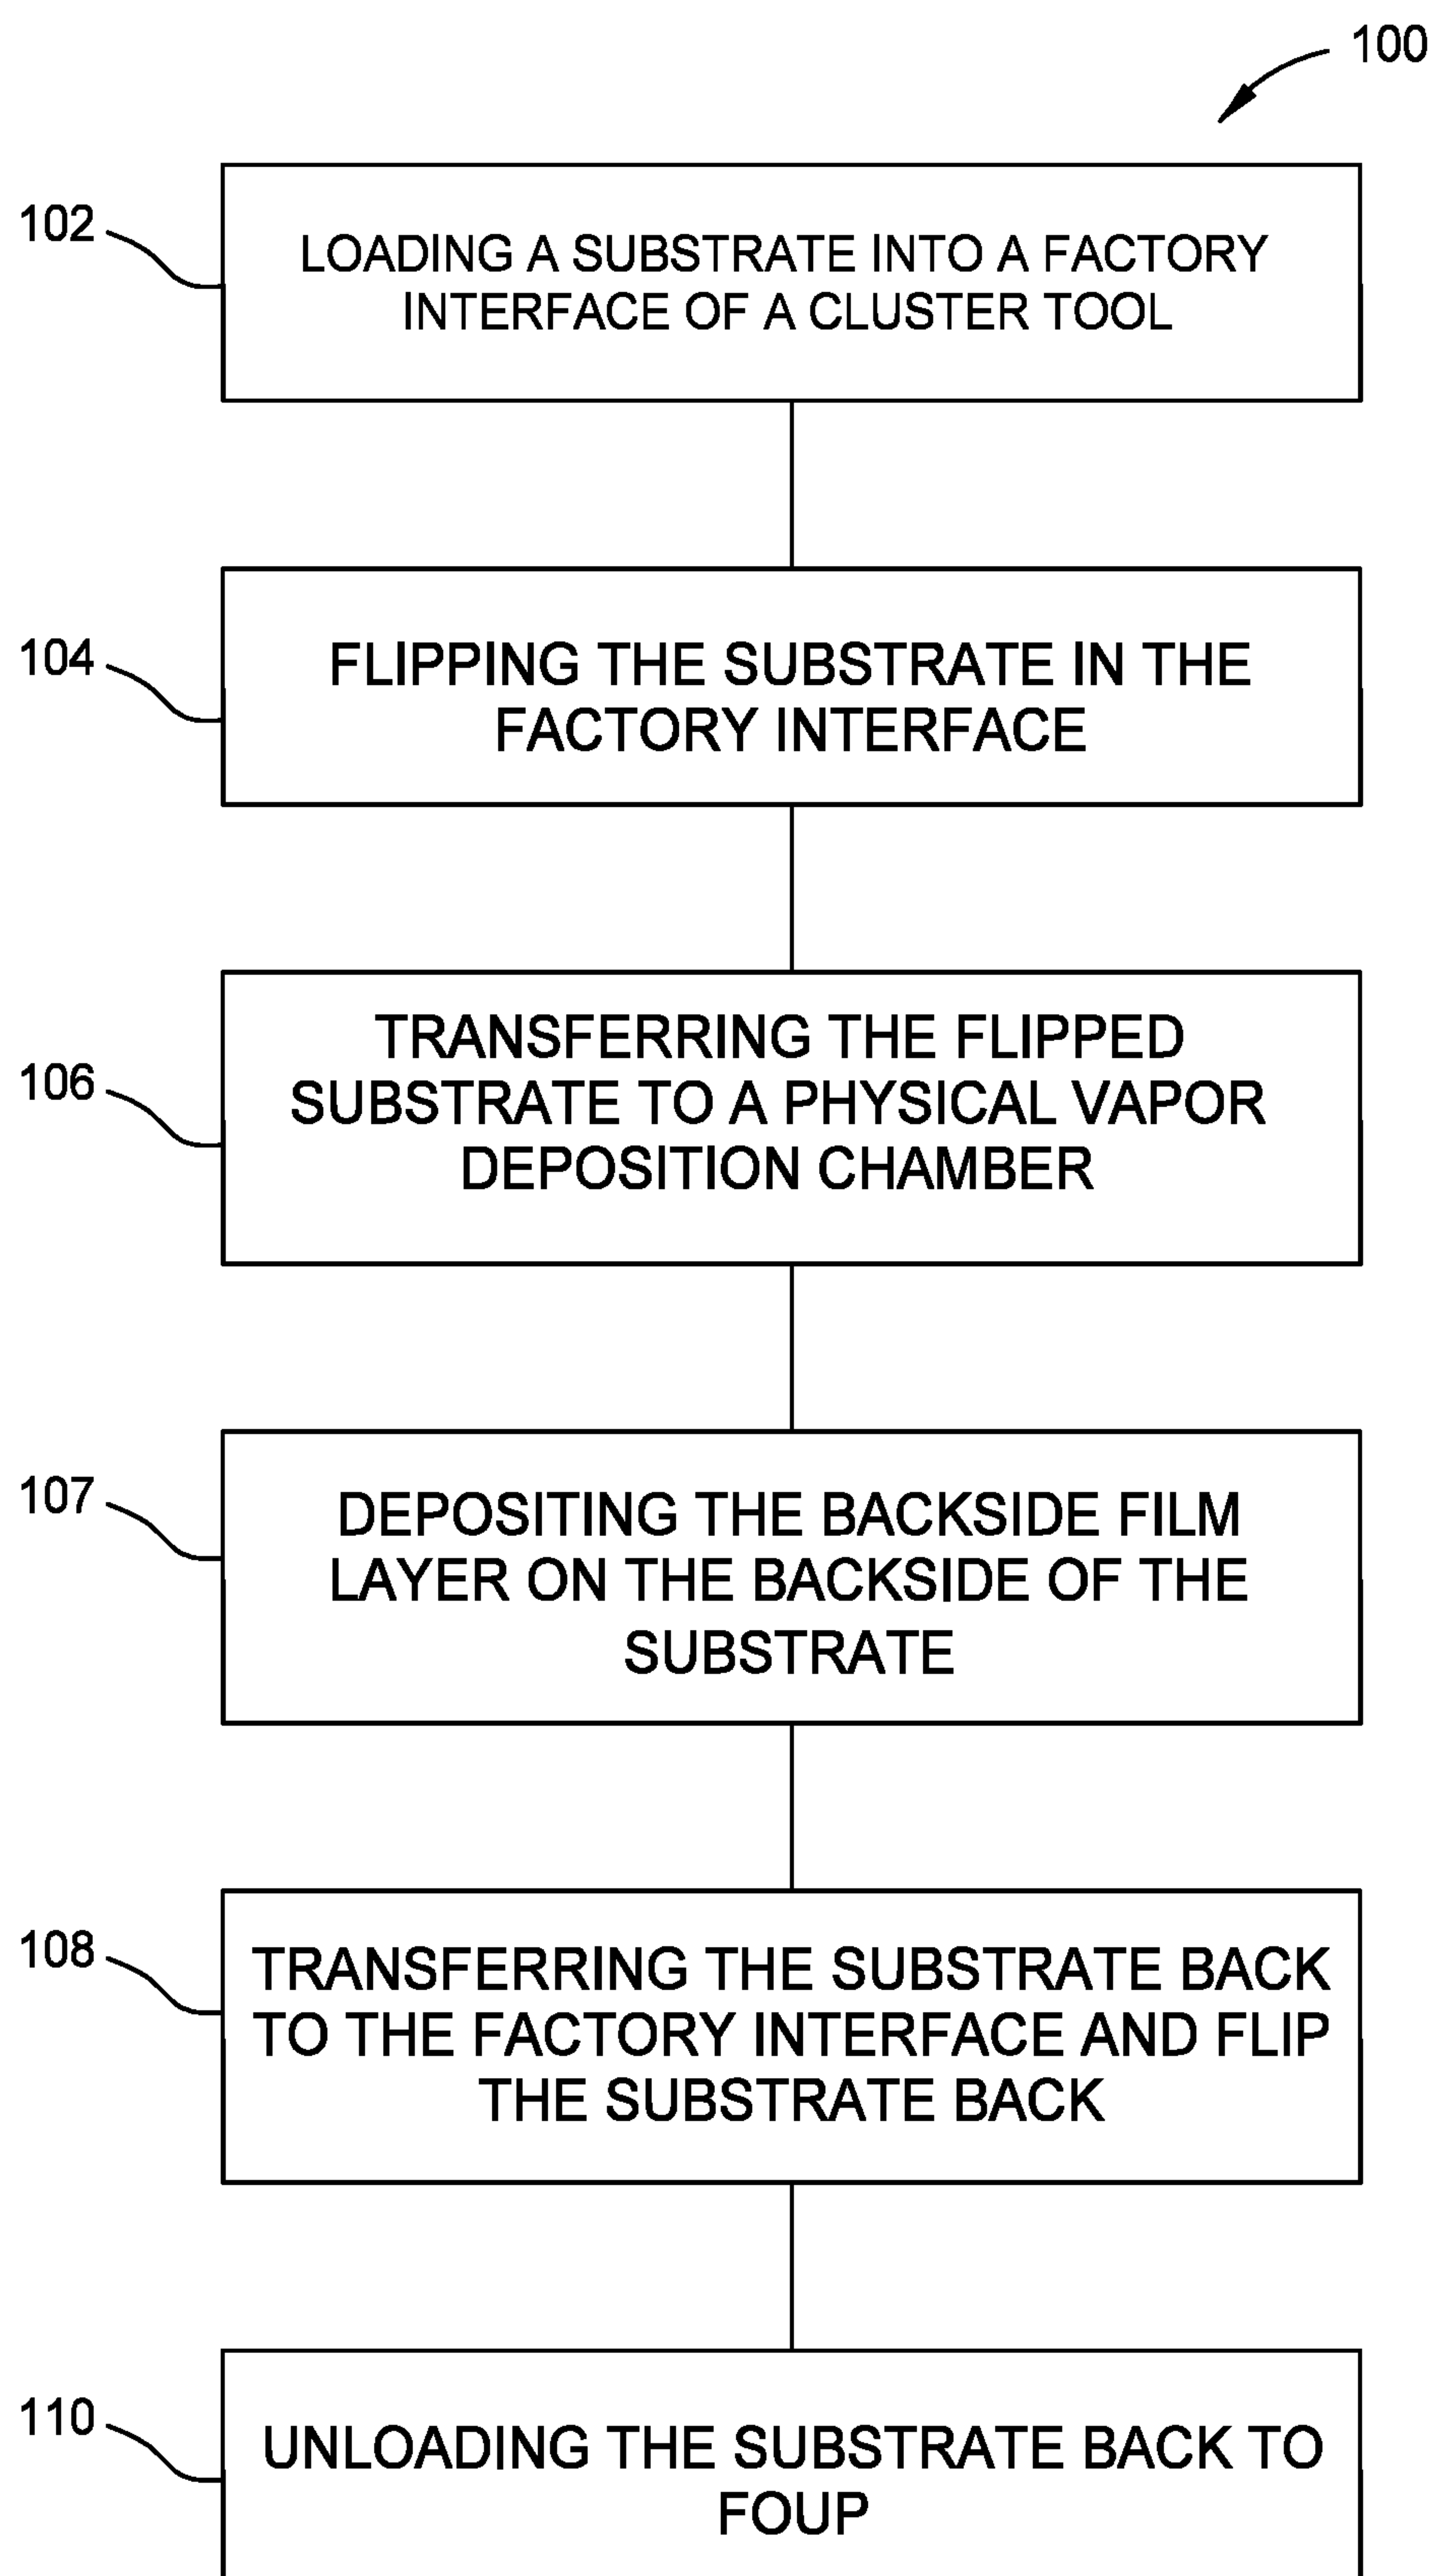 100
102
LOADING A SUBSTRATE INTO A FACTORY
INTERFACE OF A CLUSTER TOOL
104
FLIPPING THE SUBSTRATE IN THE
FACTORY INTERFACE
106
TRANSFERRING THE FLIPPED
SUBSTRATE TO A PHYSICAL VAPOR
DEPOSITION CHAMBER
107
DEPOSITING THE BACKSIDE FILM
LAYER ON THE BACKSIDE OF THE
SUBSTRATE
108
TRANSFERRING THE SUBSTRATE BACK
TO THE FACTORY INTERFACE AND FLIP
THE SUBSTRATE BACK
110
UNLOADING THE SUBSTRATE BACK TO
FOUP